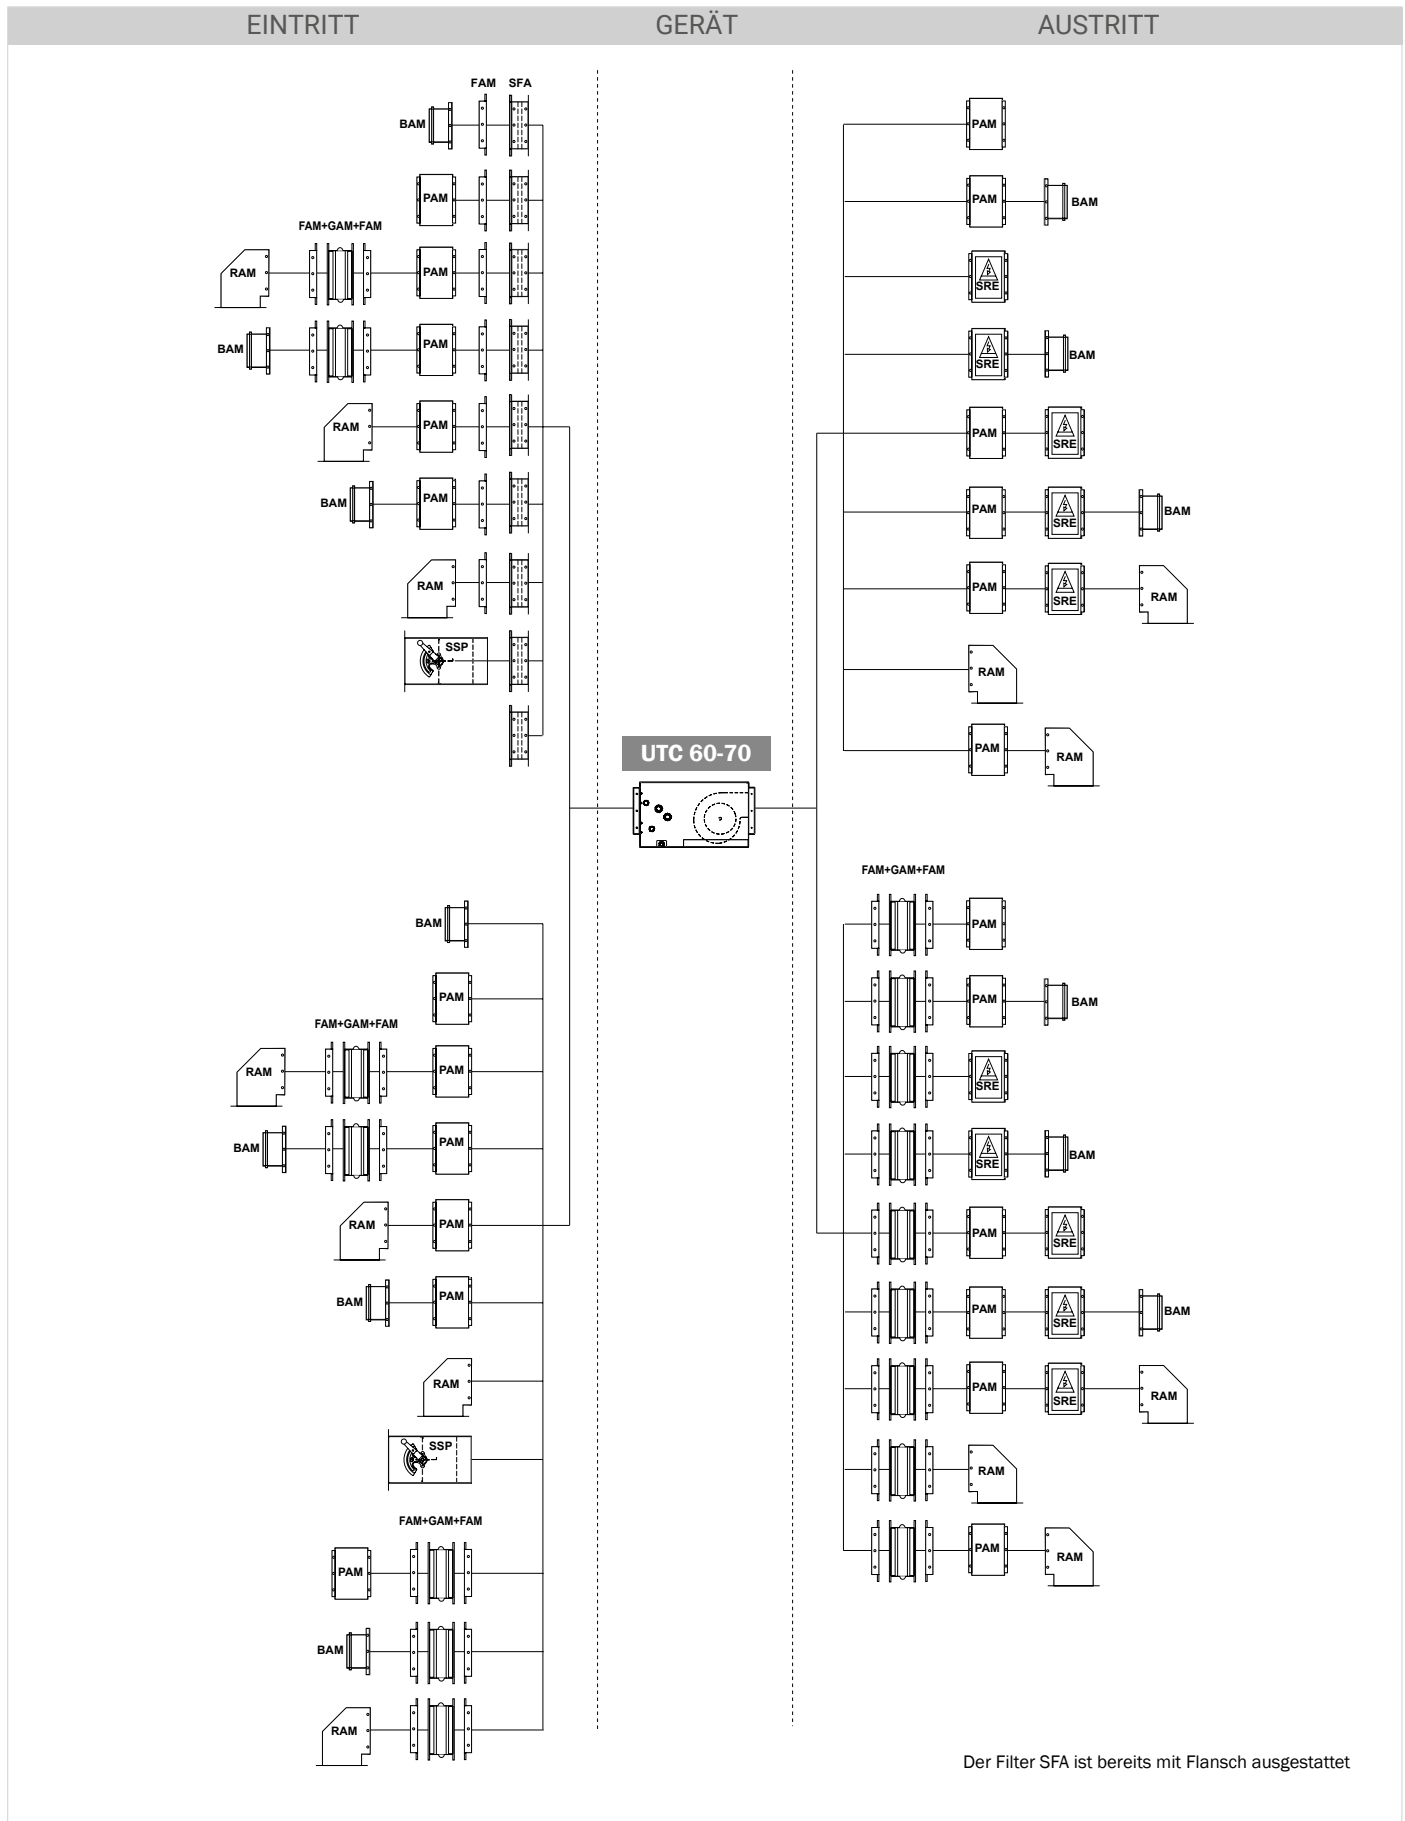 EINTRITT GERÄT AUSTRITT
FAM SFA
BAM
PAM
FAM+GAM+FAM
RAM PAM
BAM PAM
RAM PAM
BAM PAM
RAM
SSP
PAM
PAM BAM
SRE
SRE BAM
PAM SRE
PAM SRE BAM
PAM SRE RAM
RAM
PAM RAM
UTC 60-70
BAM
PAM
FAM+GAM+FAM
RAM PAM
BAM PAM
RAM PAM
BAM PAM
RAM
SSP
FAM+GAM+FAM
PAM
BAM
RAM
FAM+GAM+FAM
PAM
PAM BAM
SRE
SRE BAM
PAM SRE
PAM SRE BAM
PAM SRE RAM
RAM
PAM RAM
Der Filter SFA ist bereits mit Flansch ausgestattet